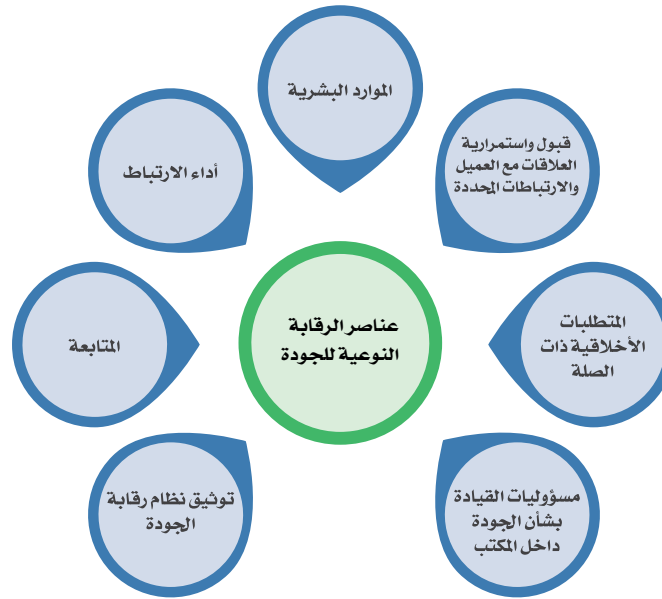 الموارد البشرية
قبول واستمرارية
العلاقات مع العميل
والارتباطات المحددة
أداء الارتباط
المتطلبات
الأخلاقية ذات
الصلة
عناصر الرقابة
النوعية للجودة
المتابعة
مسؤوليات القيادة
بشأن الجودة
داخل المكتب
توثيق نظام رقابة
الجودة